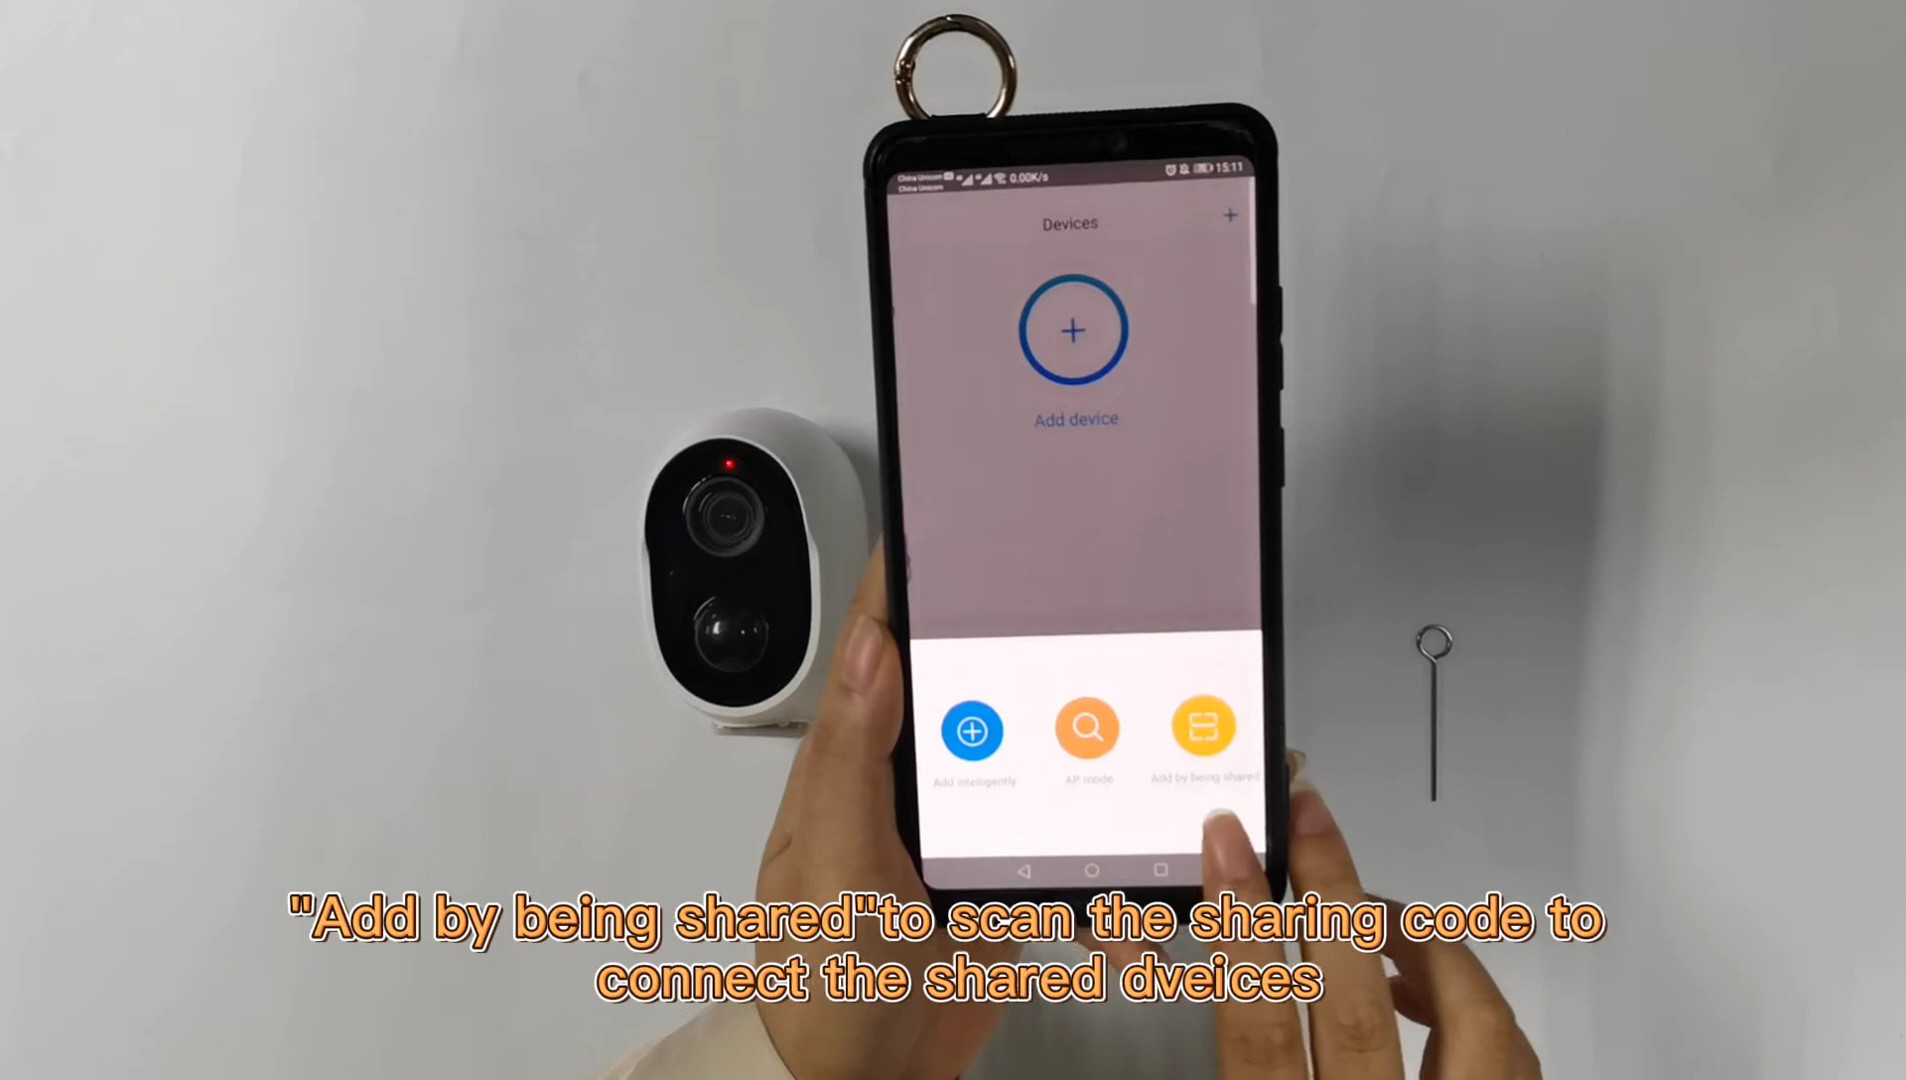 China Unicom
China Unicom
0.00K/s
15:11
Devices
+
+
Add device
Add intelligently
AP mode
Add by being shared
"Add by being shared"to scan the sharing code to
connect the shared dveices